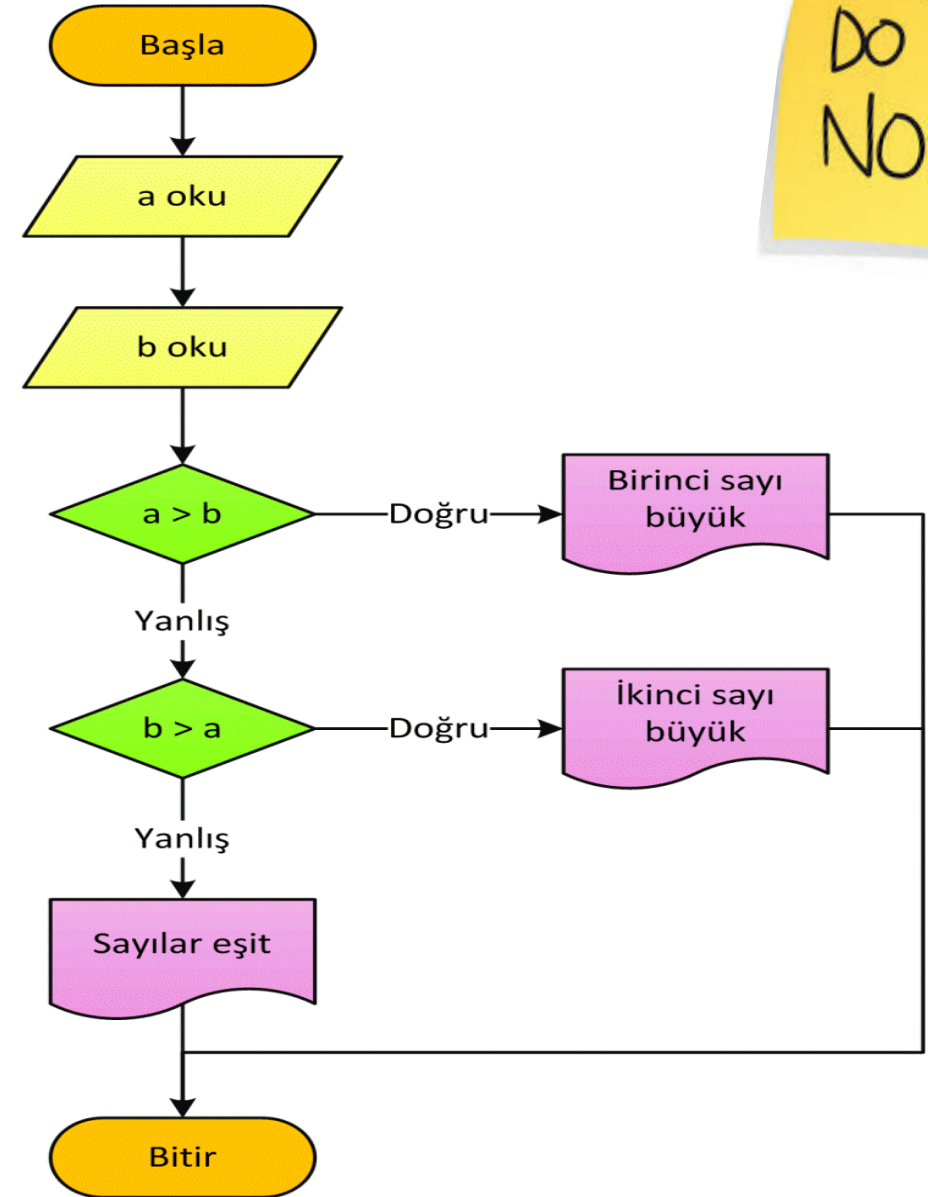 Başla
DO
NO
a oku
b oku
a > b
Doğru
Birinci sayı
büyük
Yanlış
b > a
Doğru
İkinci sayı
büyük
Yanlış
Sayılar eşit
Bitir